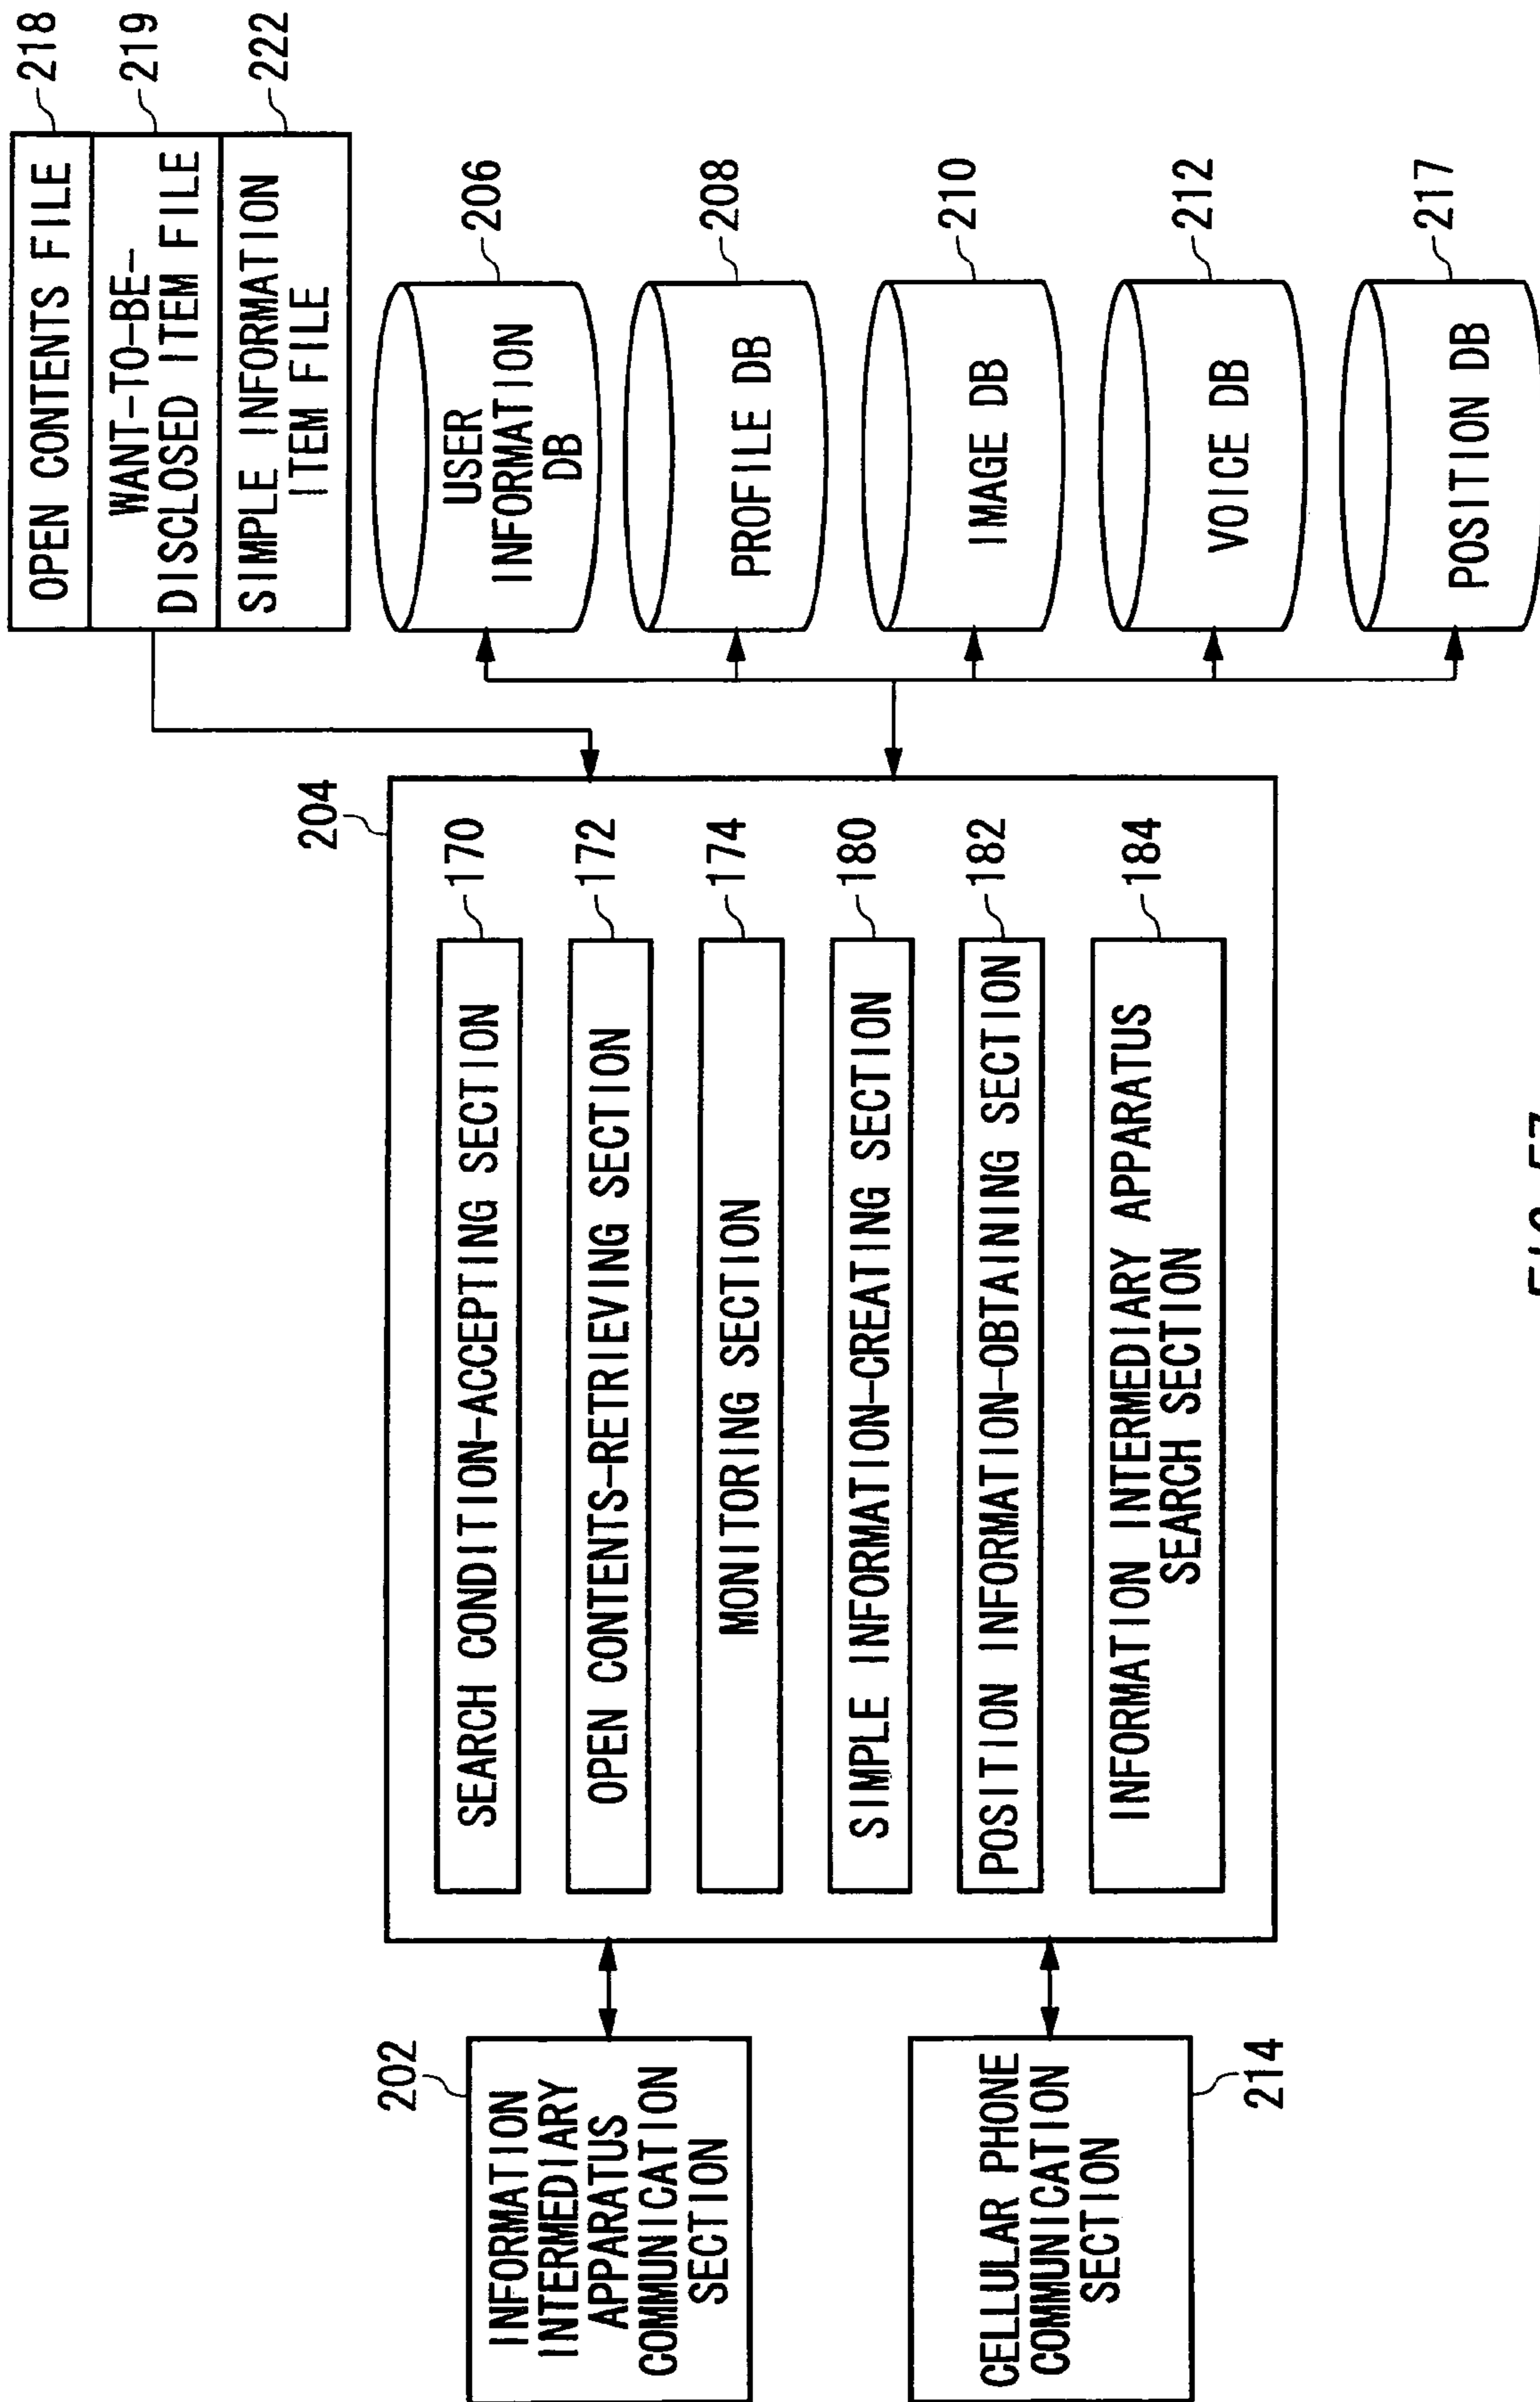 INFORMATION
INTERMEDIARY
APPARATUS
COMMUNICATION
SECTION
202
CELLULAR PHONE
COMMUNICATION
SECTION
214
204
SEARCH CONDITION-ACCEPTING SECTION
170
OPEN CONTENTS-RETRIEVING SECTION
172
MONITORING SECTION
174
SIMPLE INFORMATION-CREATING SECTION
180
POSITION INFORMATION-OBTAINING SECTION
182
INFORMATION INTERMEDIARY APPARATUS
SEARCH SECTION
184
OPEN CONTENTS FILE
218
WANT-TO-BE-
DISCLOSED ITEM FILE
219
SIMPLE INFORMATION
ITEM FILE
222
USER
INFORMATION
DB
206
PROFILE DB
208
IMAGE DB
210
VOICE DB
212
POSITION DB
217